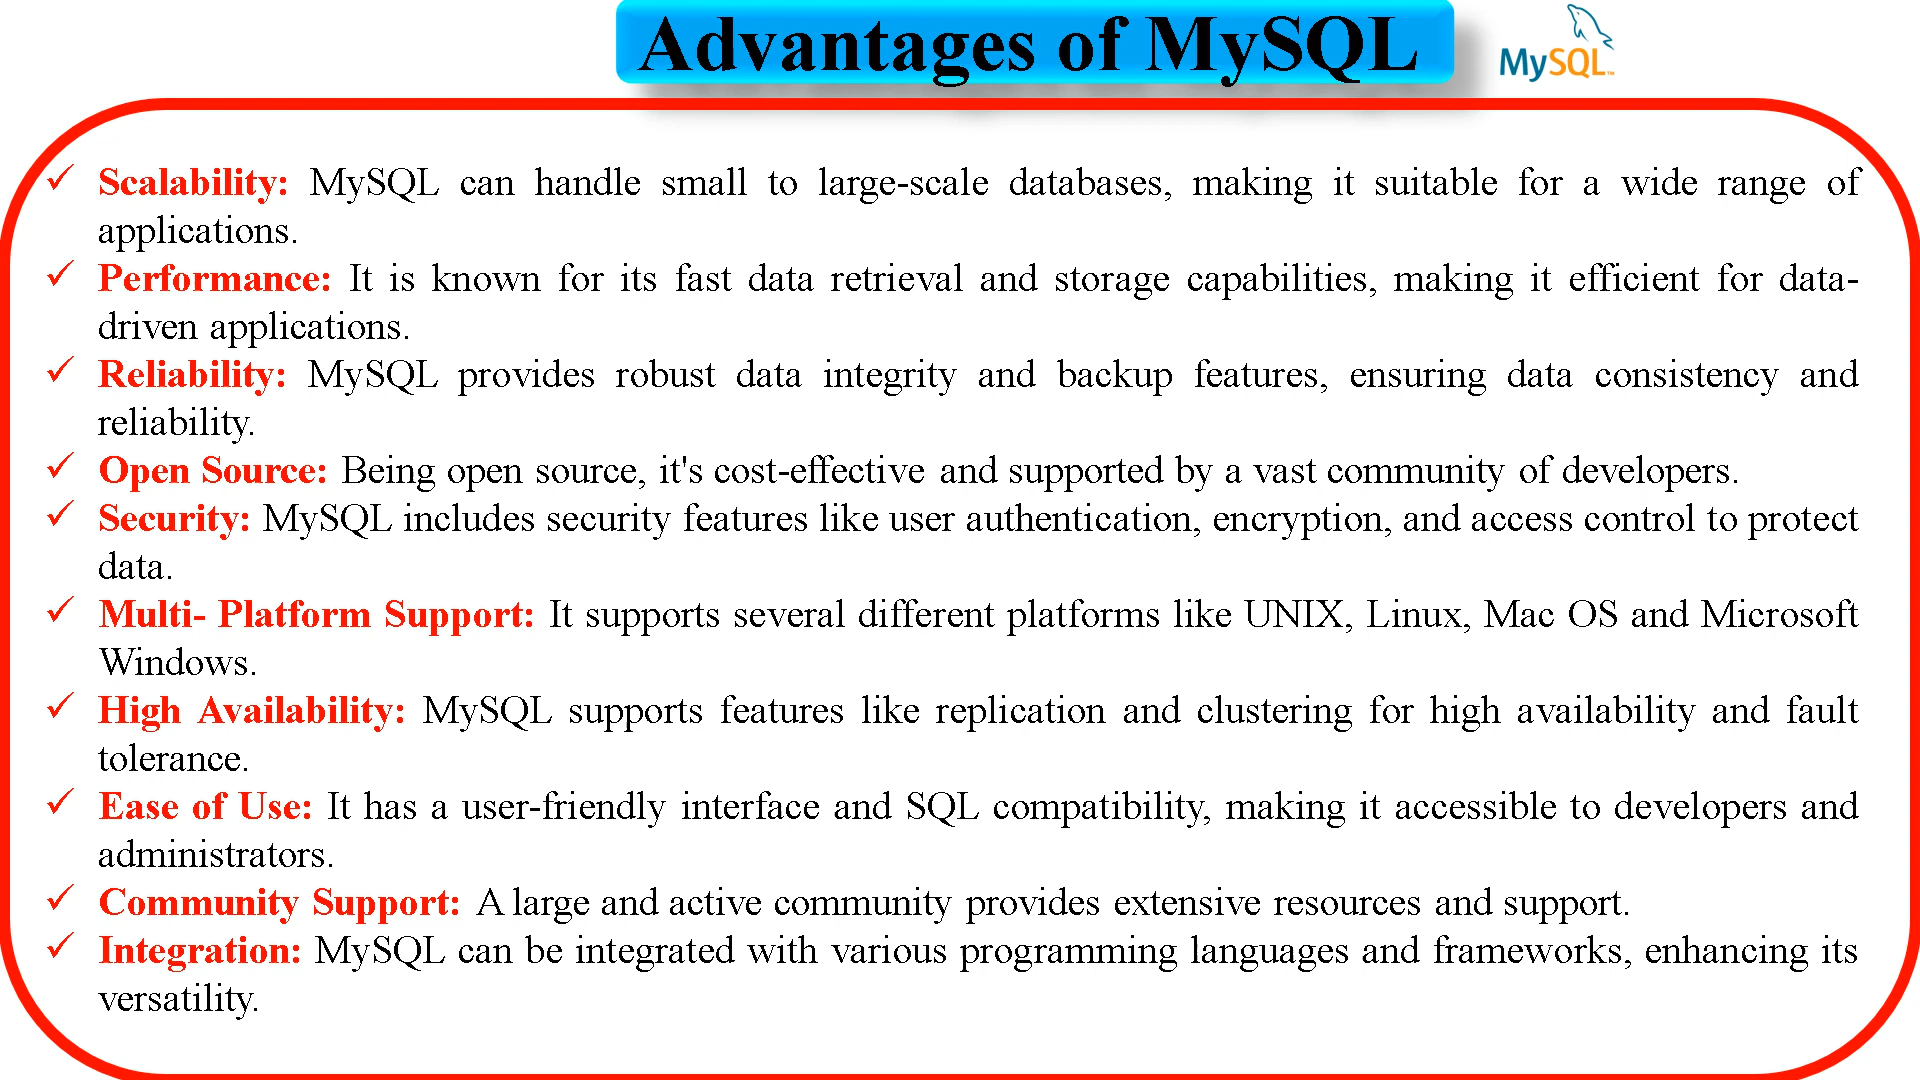 Advantages of MySQL
MySQL™
✓ Scalability: MySQL can handle small to large-scale databases, making it suitable for a wide range of
applications.
✓ Performance: It is known for its fast data retrieval and storage capabilities, making it efficient for data-
driven applications.
✓ Reliability: MySQL provides robust data integrity and backup features, ensuring data consistency and
reliability.
✓ Open Source: Being open source, it's cost-effective and supported by a vast community of developers.
✓ Security: MySQL includes security features like user authentication, encryption, and access control to protect
data.
✓ Multi- Platform Support: It supports several different platforms like UNIX, Linux, Mac OS and Microsoft
Windows.
✓ High Availability: MySQL supports features like replication and clustering for high availability and fault
tolerance.
✓ Ease of Use: It has a user-friendly interface and SQL compatibility, making it accessible to developers and
administrators.
✓ Community Support: A large and active community provides extensive resources and support.
✓ Integration: MySQL can be integrated with various programming languages and frameworks, enhancing its
versatility.